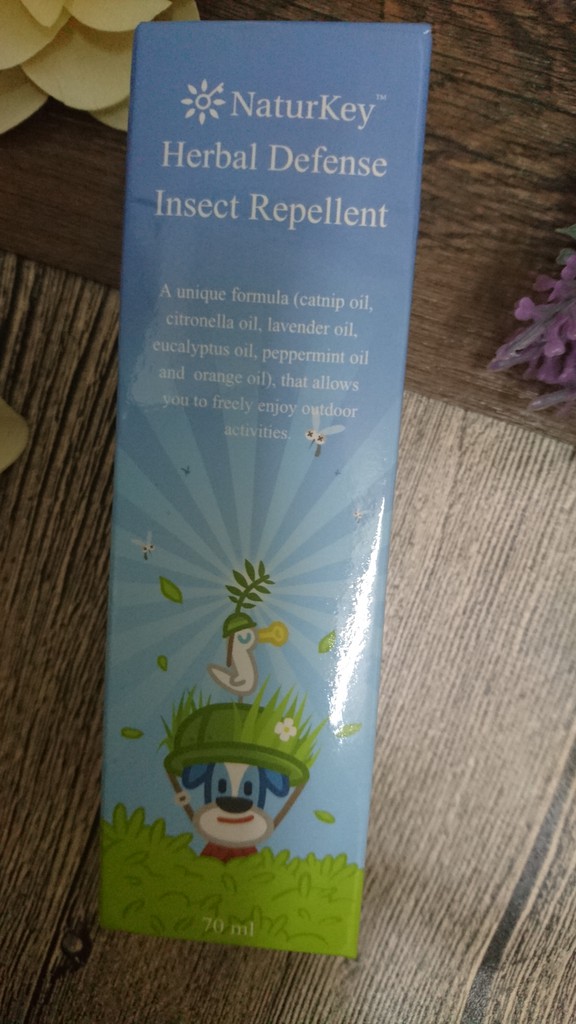 NaturKey™
Herbal Defense
Insect Repellent
A unique formula (catnip oil,
citronella oil, lavender oil,
eucalyptus oil, peppermint oil
and orange oil), that allows
you to freely enjoy outdoor
activities.
70 ml